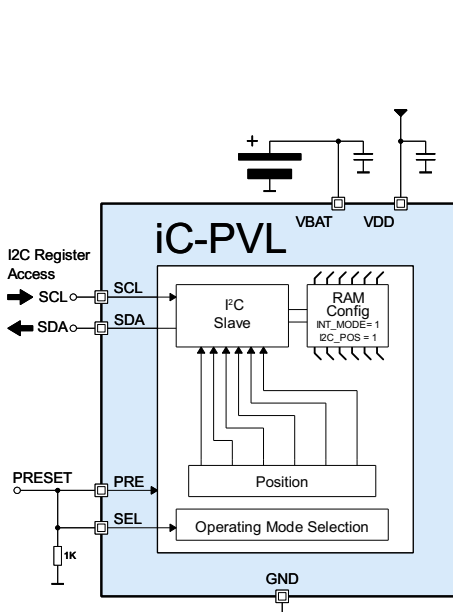 +
VBAT
VDD
iC-PVL
I2C Register
Access
SCL
SCL
SDA
SDA
I²C
Slave
RAM
Config
INT_MODE= 1
I2C_POS = 1
PRESET
PRE
Position
SEL
Operating Mode Selection
1K
GND